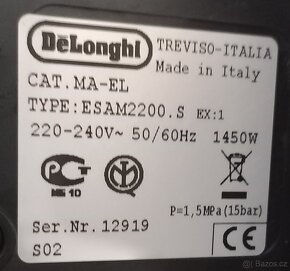 DeLonghi
TREVISO-ITALIA
Made in Italy
CAT. MA-EL
TYPE: ESAM2200.S EX:1
220-240V~ 50/60Hz 1450W
P=1,5MPa(15bar)
Ser.Nr. 12919
S02
CE
Bazos.cz